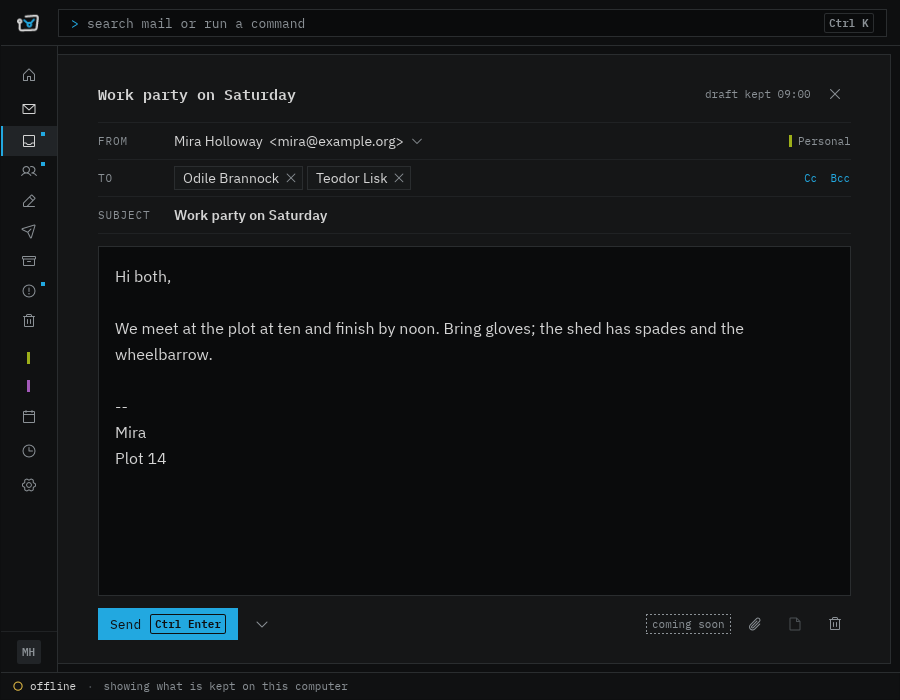 > search mail or run a command Ctrl K
Work party on Saturday draft kept 09:00
FROM Mira Holloway <mira@example.org> Personal
TO Odile Brannock Teodor Lisk Cc Bcc
SUBJECT Work party on Saturday
Hi both,
We meet at the plot at ten and finish by noon. Bring gloves; the shed has spades and the
wheelbarrow.
--
Mira
Plot 14
Send Ctrl Enter coming soon
MH
offline · showing what is kept on this computer